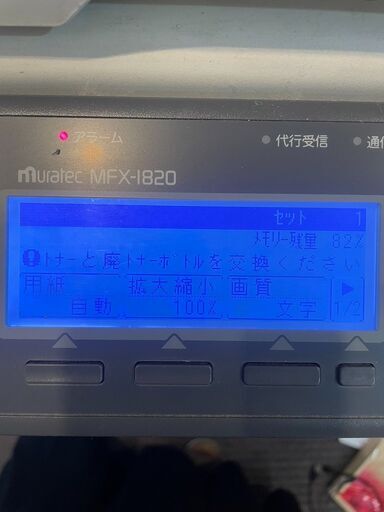 アラーム
代行受信
通信
muratec MFX-1820
セット 1
メモリー残量 82%
トナーと廃トナーボトルを交換ください
用紙 拡大縮小 画質
自動 100% 文字 1/2